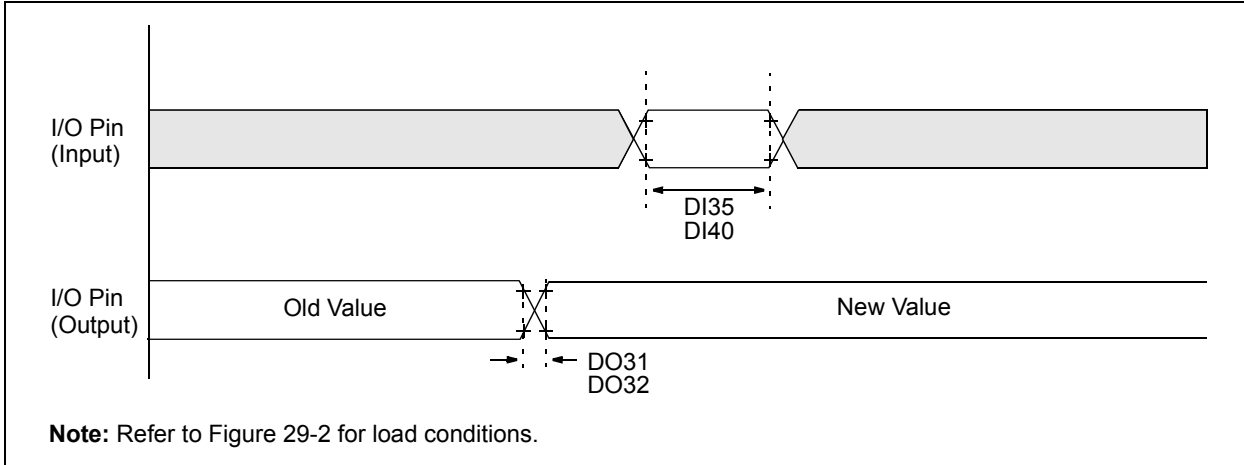 I/O Pin
(Input)
DI35
DI40
I/O Pin
(Output)
Old Value
New Value
DO31
DO32
Note: Refer to Figure 29-2 for load conditions.